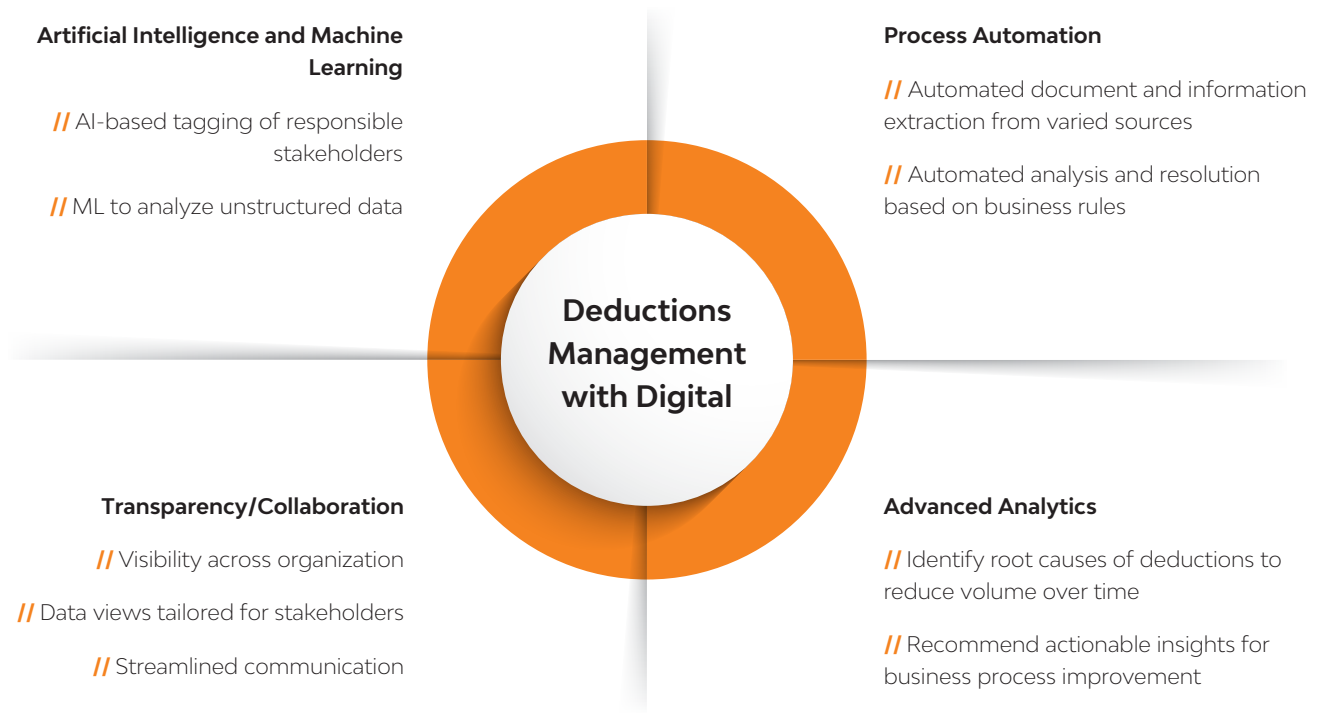 Artificial Intelligence and Machine
Learning
// AI-based tagging of responsible
stakeholders
// ML to analyze unstructured data
Process Automation
// Automated document and information
extraction from varied sources
// Automated analysis and resolution
based on business rules
Deductions
Management
with Digital
Transparency/Collaboration
// Visibility across organization
// Data views tailored for stakeholders
// Streamlined communication
Advanced Analytics
// Identify root causes of deductions to
reduce volume over time
// Recommend actionable insights for
business process improvement